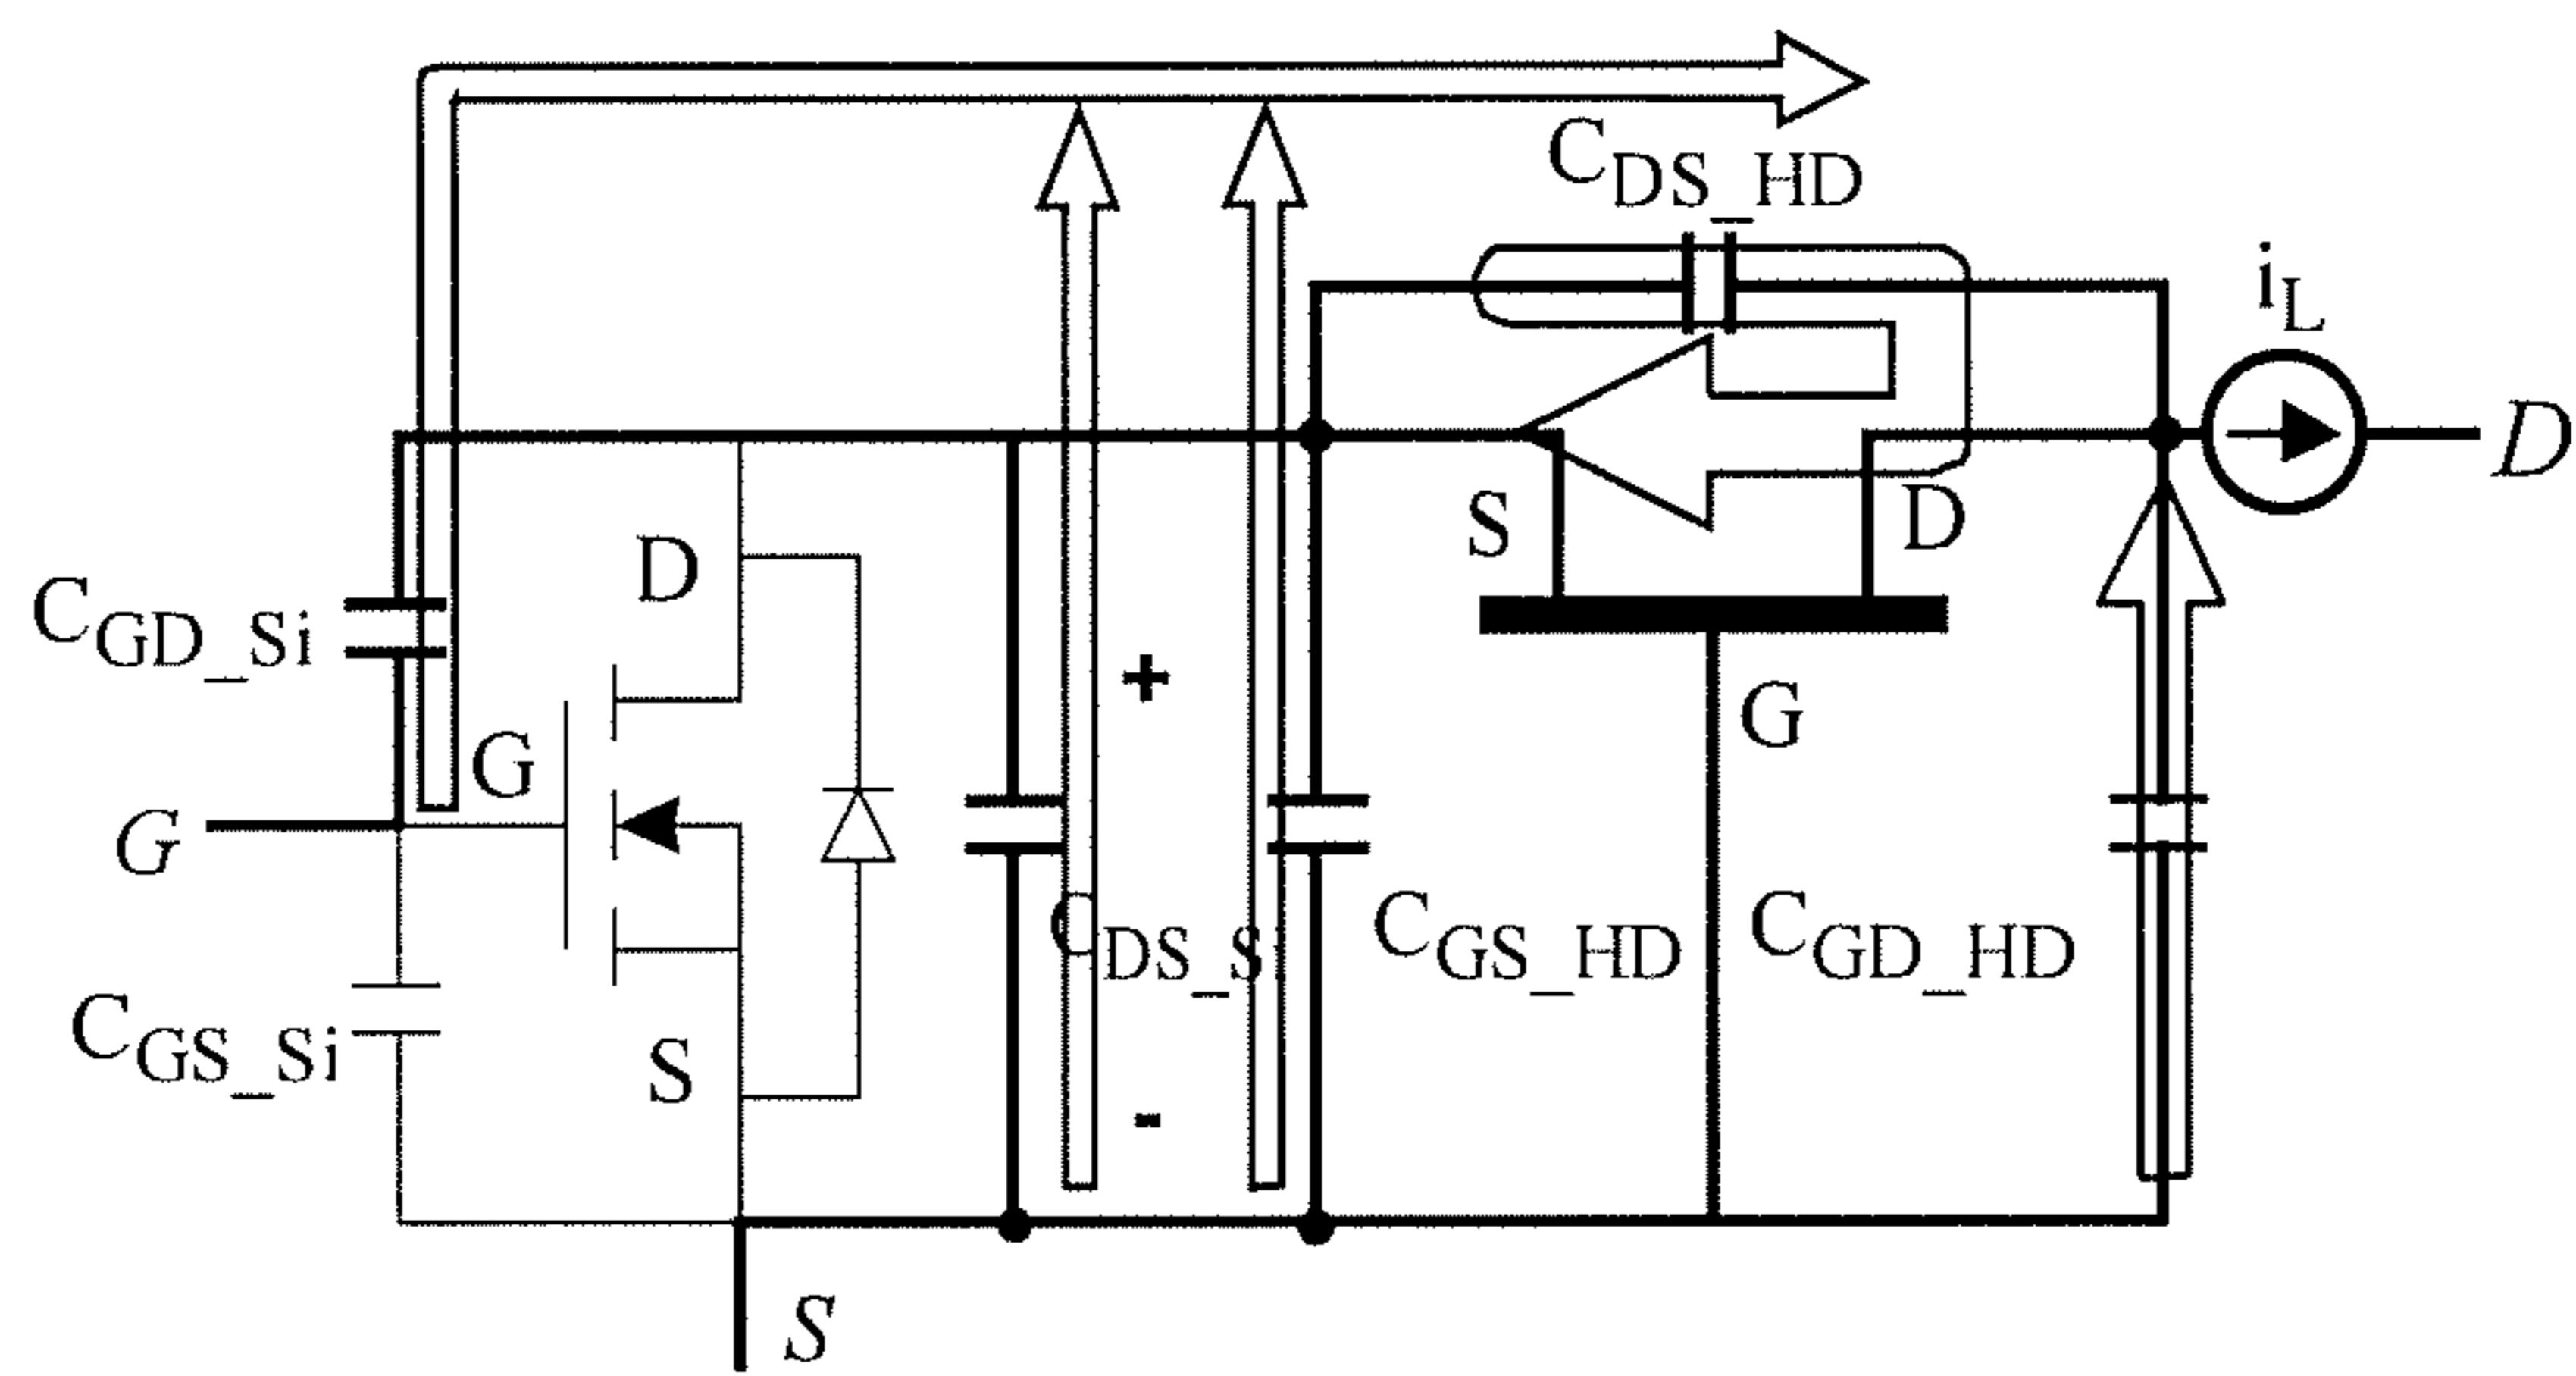 C_DS_HD
i_L
D
S
D
D
C_GD_Si
+
G
G
G
C_DS_S
C_GS_HD
C_GD_HD
C_GS_Si
S
-
S